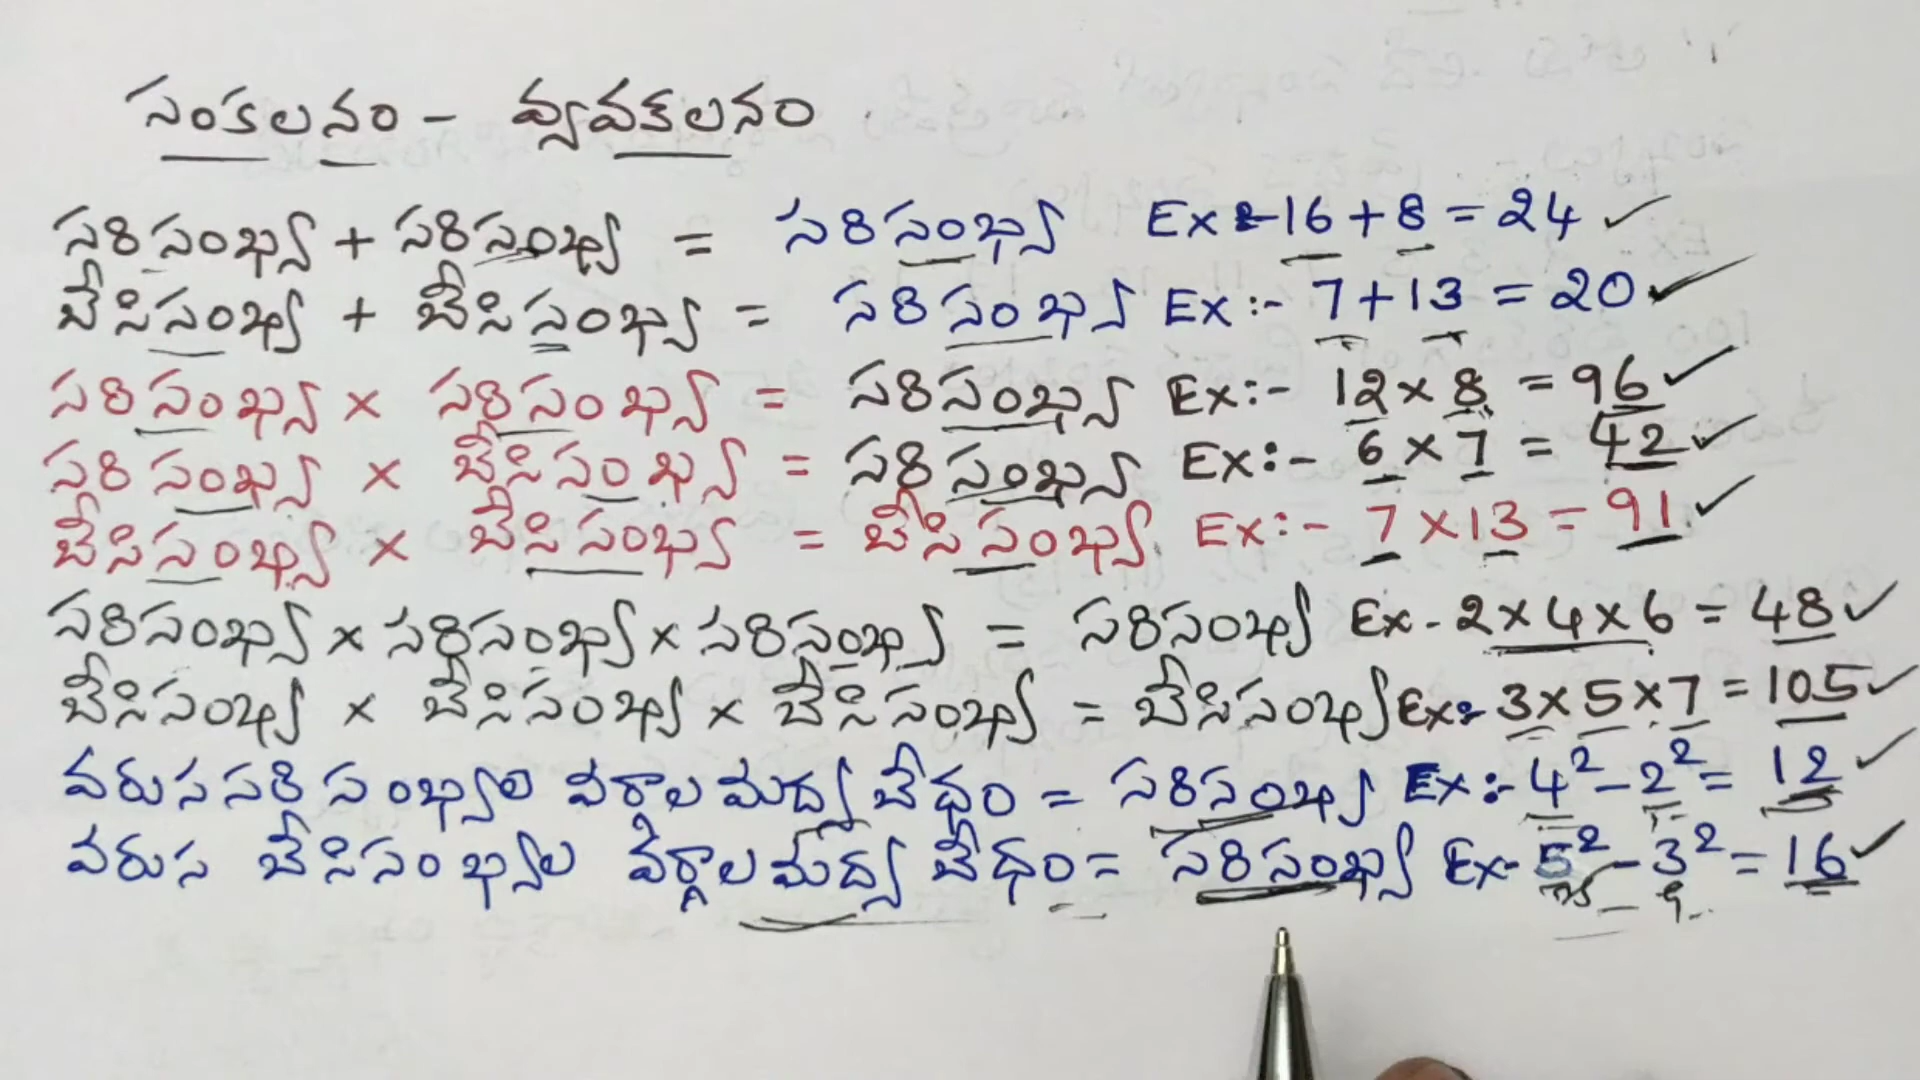 సంకలనం - వ్యవకలనం
సరిసంఖ్య + సరిసంఖ్య = సరిసంఖ్య Ex:- 16 + 8 = 24 ✓
బేసిసంఖ్య + బేసిసంఖ్య = సరిసంఖ్య Ex:- 7 + 13 = 20 ✓
సరిసంఖ్య × సరిసంఖ్య = సరిసంఖ్య Ex:- 12 × 8 = 96 ✓
సరిసంఖ్య × బేసిసంఖ్య = సరిసంఖ్య Ex:- 6 × 7 = 42 ✓
బేసిసంఖ్య × బేసిసంఖ్య = బేసిసంఖ్య Ex:- 7 × 13 = 91 ✓
సరిసంఖ్య × సరిసంఖ్య × సరిసంఖ్య = సరిసంఖ్య Ex - 2 × 4 × 6 = 48 ✓
బేసిసంఖ్య × బేసిసంఖ్య × బేసిసంఖ్య = బేసిసంఖ్య Ex:- 3 × 5 × 7 = 105 ✓
వరుస సరి సంఖ్యల వర్గాల మధ్య బేధం = సరిసంఖ్య Ex:- 4² - 2² = 12 ✓
వరుస బేసిసంఖ్యల వర్గాల మధ్య బేధం = సరిసంఖ్య Ex - 5² - 3² = 16 ✓